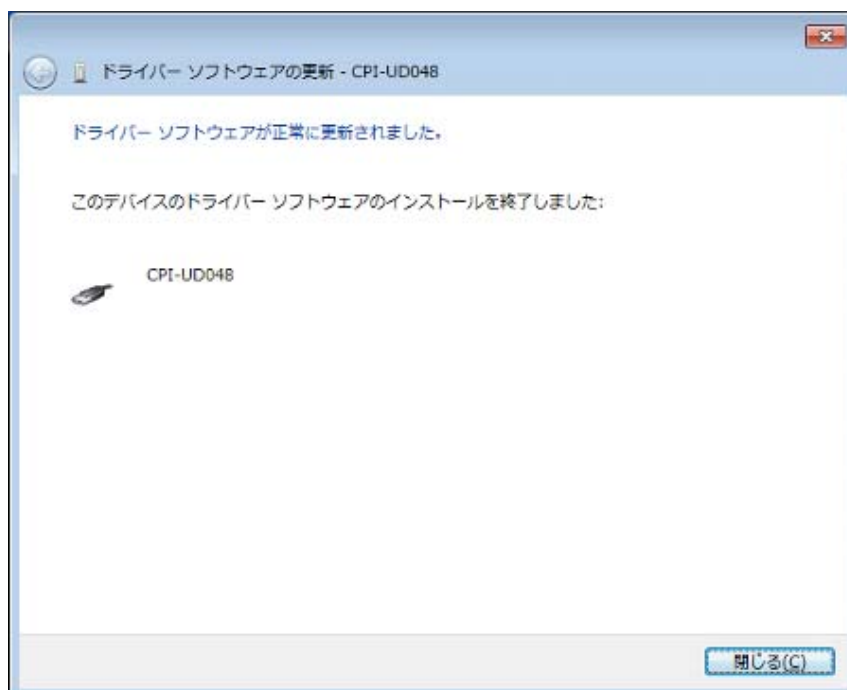 ドライバー ソフトウェアの更新 - CPI-UD048
ドライバー ソフトウェアが正常に更新されました。
このデバイスのドライバー ソフトウェアのインストールを終了しました:
CPI-UD048
閉じる(C)